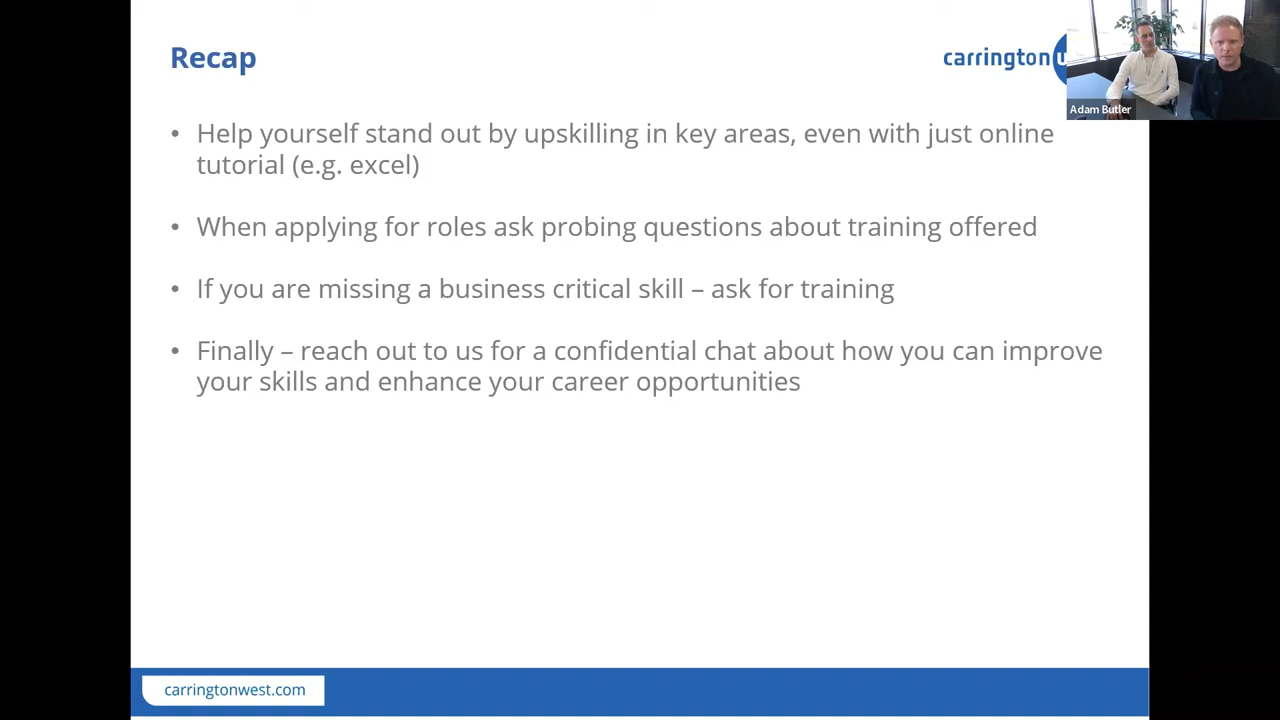 Recap
carrington
Adam Butler
• Help yourself stand out by upskilling in key areas, even with just online
tutorial (e.g. excel)
• When applying for roles ask probing questions about training offered
• If you are missing a business critical skill – ask for training
• Finally – reach out to us for a confidential chat about how you can improve
your skills and enhance your career opportunities
carringtonwest.com